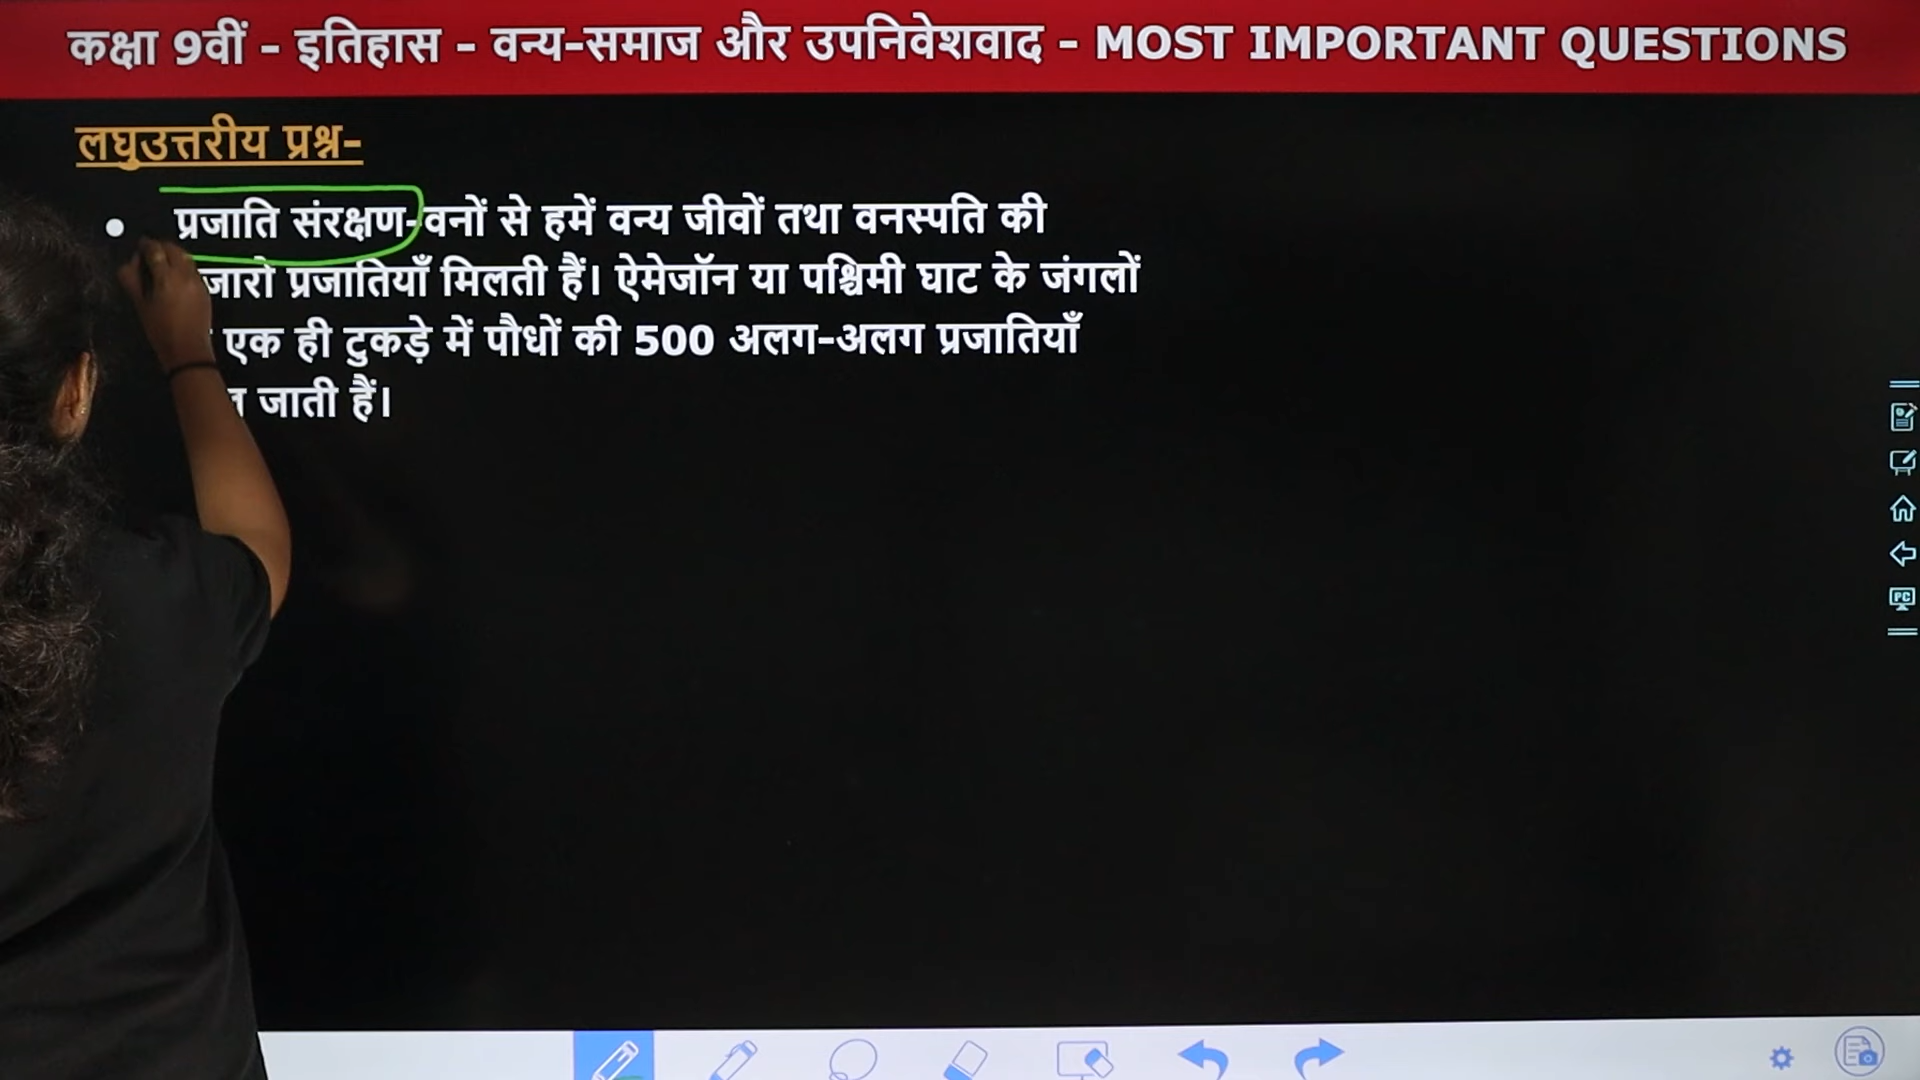 कक्षा 9वीं - इतिहास - वन्य-समाज और उपनिवेशवाद - MOST IMPORTANT QUESTIONS
लघुउत्तरीय प्रश्न-
• प्रजाति संरक्षण-वनों से हमें वन्य जीवों तथा वनस्पति की
प्रजातियाँ मिलती हैं। ऐमेजॉन या पश्चिमी घाट के जंगलों
एक ही टुकड़े में पौधों की 500 अलग-अलग प्रजातियाँ
जाती हैं।
PC